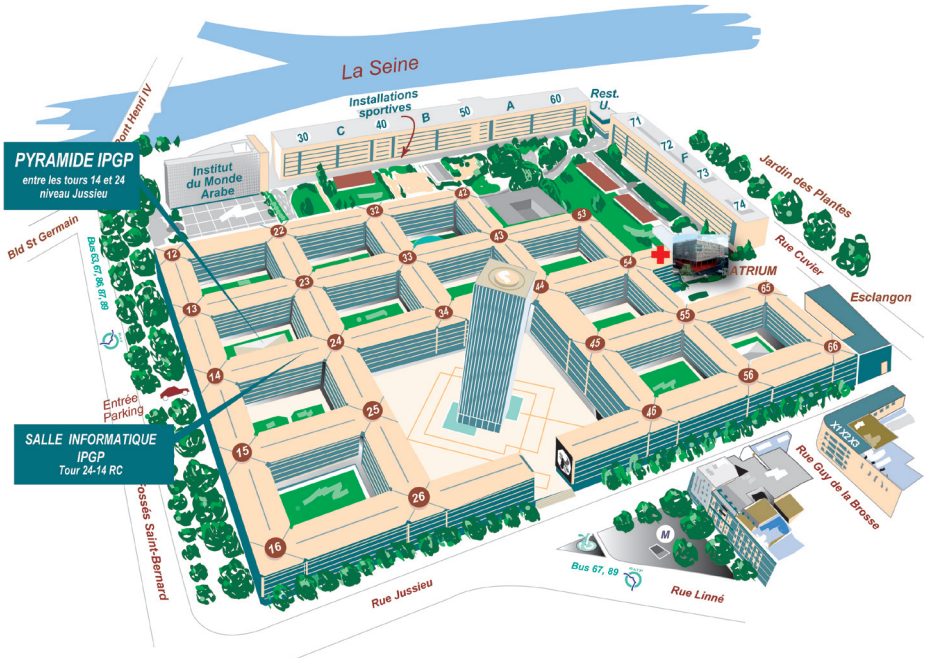 La Seine
Pont Henri IV
Installations
sportives
Rest.
U.
30
C
40
B
50
A
60
71
72
F
73
74
PYRAMIDE IPGP
entre les tours 14 et 24
niveau Jussieu
Institut
du Monde
Arabe
Jardin des Plantes
Bld St Germain
Bus 63, 67, 86, 87, 89
Rue Cuvier
ATRIUM
Esclangon
12
22
32
42
53
13
23
33
43
54
44
65
14
24
34
45
55
66
15
25
46
56
16
26
Entrée
Parking
SALLE INFORMATIQUE
IPGP
Tour 24-14 RC
Fossés Saint-Bernard
X1 X2 X3
Rue Guy de la Brosse
M
Bus 67, 89
Rue Jussieu
Rue Linné